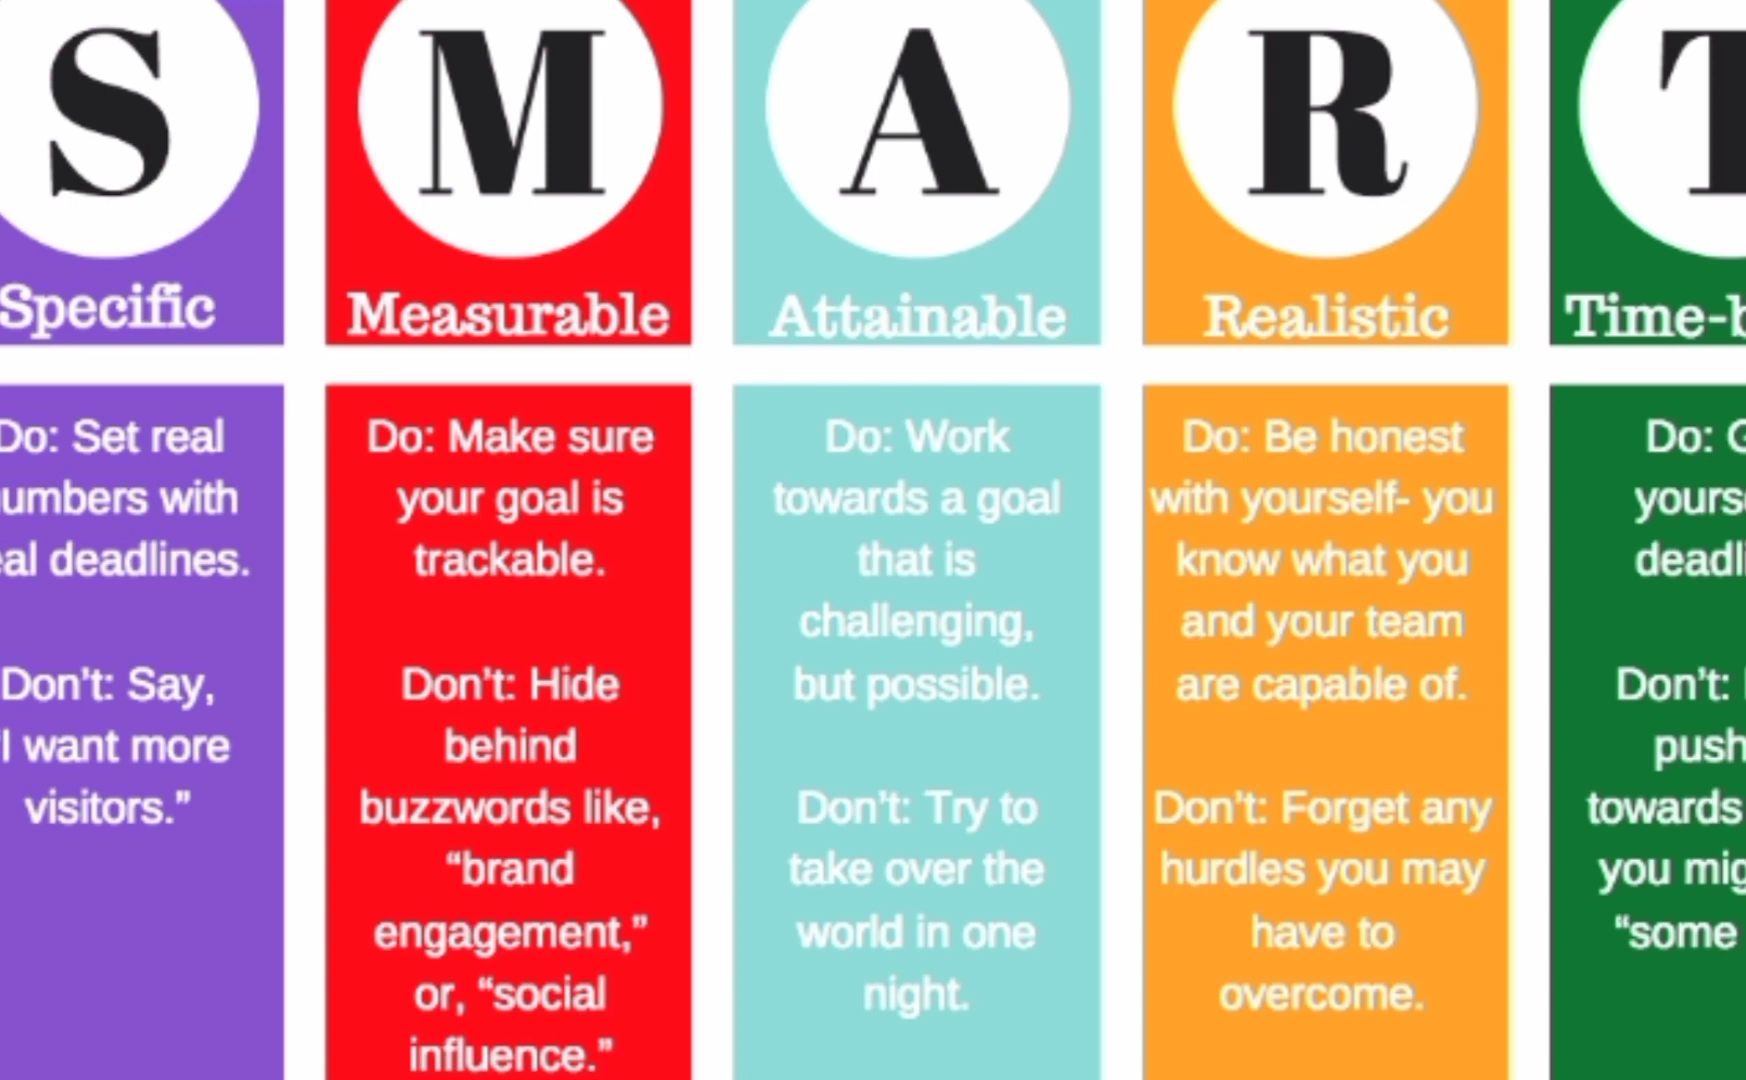 S
Specific
Do: Set real
with
deadlines.
Don't: Say,
I want more
visitors.”
M
Measurable
Do: Make sure
your goal is
trackable.
Don’t: Hide
behind
buzzwords like,
“brand
engagement,”
or, “social
influence.”
A
Attainable
Do: Work
towards a goal
that is
challenging,
but possible.
Don’t: Try to
take over the
world in one
night.
R
Realistic
Do: Be honest
with yourself- you
know what you
and your team
are capable of.
Don’t: Forget any
hurdles you may
have to
overcome.
T
Do:
Don’t:
push
towards
you
“some